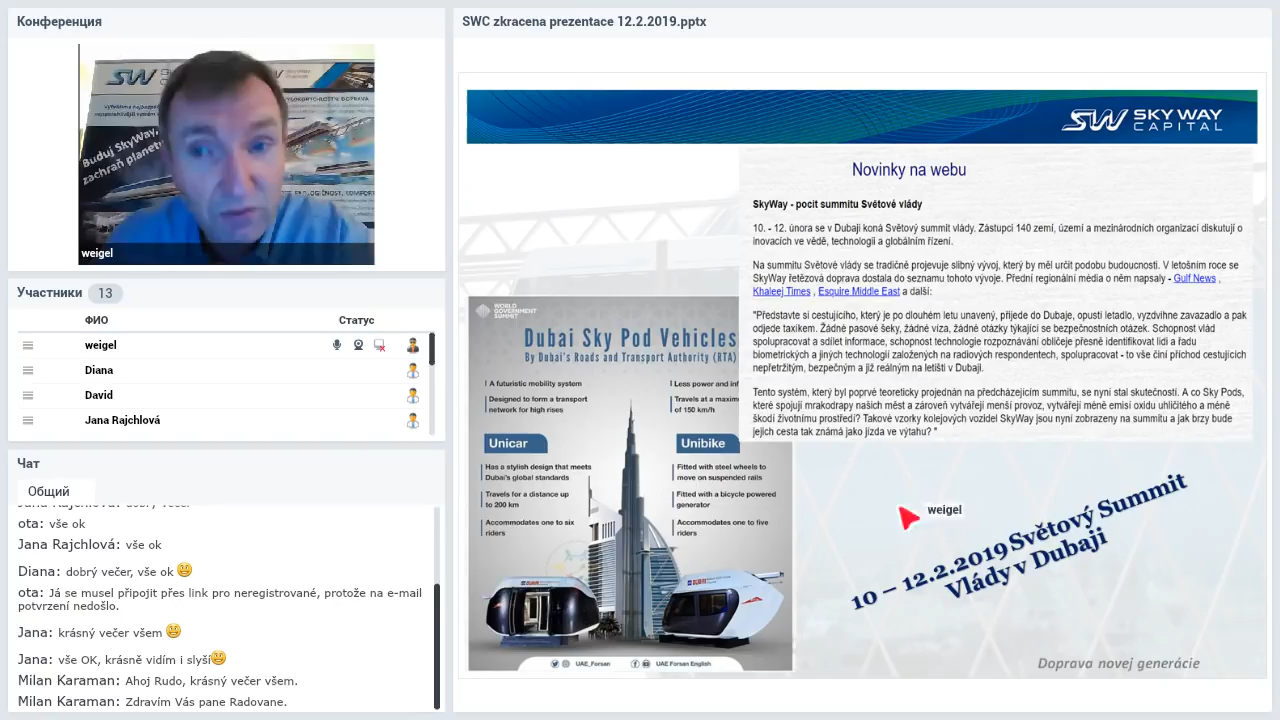 Конференция
SW
Buduj SkyWay,
zachraň planetu
weigel
Участники 13
ФИО Статус
weigel
Diana
David
Jana Rajchlová
Чат
Общий
Jana Rajchlová: dobrý večer
ota: vše ok
Jana Rajchlová: vše ok
Diana: dobrý večer, vše ok
ota: Já se musel připojit přes link pro neregistrované, protože na e-mail
potvrzení nedošlo.
Jana: krásný večer všem
Jana: vše OK, krásně vidím i slyší
Milan Karaman: Ahoj Rudo, krásný večer všem.
Milan Karaman: Zdravím Vás pane Radovane.
SWC zkracena prezentace 12.2.2019.pptx
SW SKY WAY
CAPITAL
Novinky na webu
SkyWay - pocit summitu Světové vlády
10. - 12. února se v Dubaji koná Světový summit vlády. Zástupci 140 zemí, území a mezinárodních organizací diskutují o
inovacích ve vědě, technologii a globálním řízení.
Na summitu Světové vlády se tradičně projevuje slibný vývoj, který by měl určit podobu budoucnosti. V letošním roce se
SkyWay řetězová doprava dostala do seznamu tohoto vývoje. Přední regionální média o něm napsaly - Gulf News ,
Khaleej Times , Esquire Middle East a další:
"Představte si cestujícího, který je po dlouhém letu unavený, přijede do Dubaje, opustí letadlo, vyzdvihne zavazadlo a pak
odjede taxikem. Žádné pasové šeky, žádné víza, žádné otázky týkající se bezpečnostních otázek. Schopnost vlád
spolupracovat a sdílet informace, schopnost technologie rozpoznávání obličeje přesně identifikovat lidi a řadu
biometrických a jiných technologií založených na radiových respondentech, spolupracovat - to vše činí příchod cestujících
nepřetržitým, bezpečným a již reálným na letišti v Dubaji.
Tento systém, který byl poprvé teoreticky projednán na předcházejícím summitu, se nyní stal skutečností. A co Sky Pods,
které spojují mrakodrapy našich měst a zároveň vytvářejí menší provoz, vytvářejí méně emisí oxidu uhličitého a méně
škodí životnímu prostředí? Takové vzorky kolejových vozidel SkyWay jsou nyní zobrazeny na summitu a jak brzy bude
jejich cesta tak známá jako jízda ve výtahu? "
WORLD
GOVERNMENT
SUMMIT
Dubai Sky Pod Vehicles
By Dubai's Roads and Transport Authority (RTA)
A futuristic mobility system
Designed to form a transport
network for high rises
Less power and inf
Travels at a maximu
of 150 km/h
Unicar
Has a stylish design that meets
Dubai's global standards
Travels for a distance up
to 200 km
Accommodates one to six
riders
Unibike
Fitted with steel wheels to
move on suspended rails
Fitted with a bicycle powered
generator
Accommodates one to five
riders
UAE_Forsan
UAE Forsan English
weigel
10 – 12.2.2019 Světový Summit
Vlády v Dubaji
Doprava novej generácie